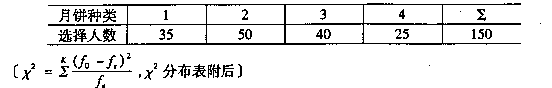 月饼种类 1 2 3 4 Σ
选择人数 35 50 40 25 150
〔χ² = Σ^K (f₀ - fₑ)² / fₑ , χ² 分布表附后〕